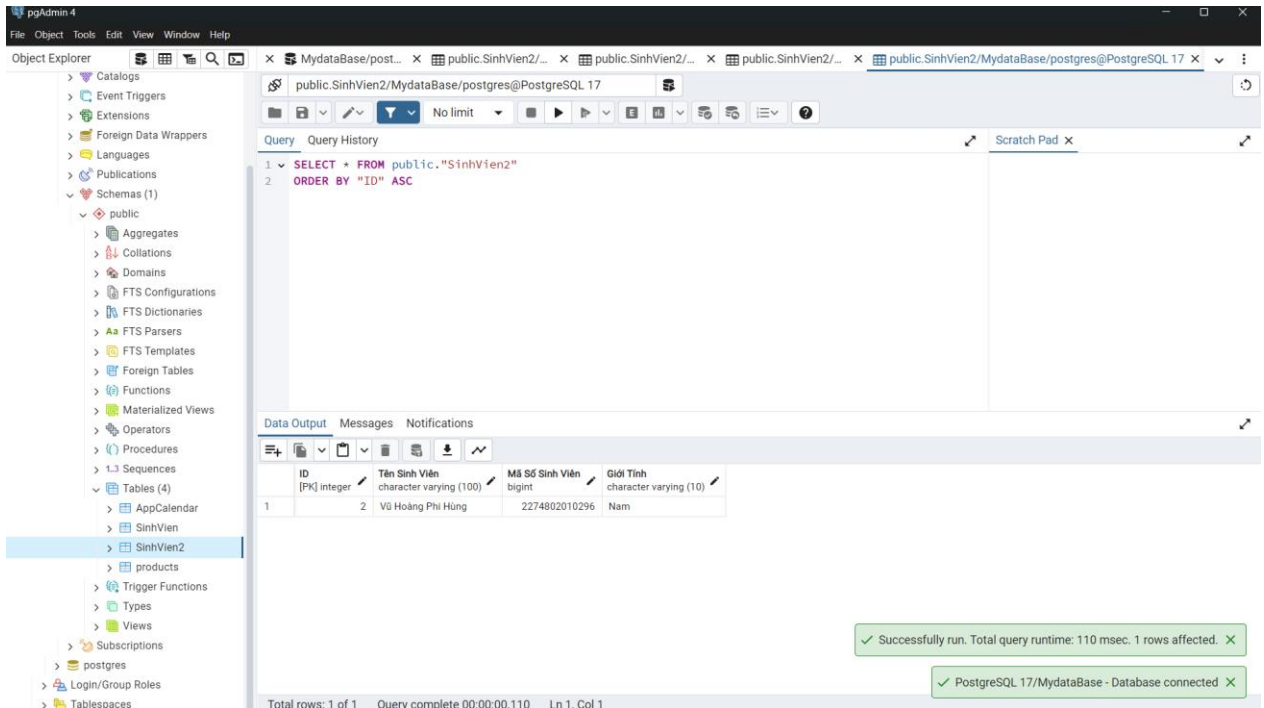 pgAdmin 4
File Object Tools Edit View Window Help
Object Explorer
MydataBase/post... public.SinhVien2/... public.SinhVien2/... public.SinhVien2/... public.SinhVien2/MydataBase/postgres@PostgreSQL 17
Catalogs
Event Triggers
Extensions
Foreign Data Wrappers
Languages
Publications
Schemas (1)
public
Aggregates
Collations
Domains
FTS Configurations
FTS Dictionaries
Aa FTS Parsers
FTS Templates
Foreign Tables
Functions
Materialized Views
Operators
Procedures
1..3 Sequences
Tables (4)
AppCalendar
SinhVien
SinhVien2
products
Trigger Functions
Types
Views
Subscriptions
postgres
Login/Group Roles
Tablespaces
public.SinhVien2/MydataBase/postgres@PostgreSQL 17
No limit
E
Query Query History
Scratch Pad
1 SELECT * FROM public."SinhVien2"
2 ORDER BY "ID" ASC
Data Output Messages Notifications
ID Tên Sinh Viên Mã Số Sinh Viên Giới Tính
[PK] integer character varying (100) bigint character varying (10)
1 2 Vũ Hoàng Phi Hùng 2274802010296 Nam
Successfully run. Total query runtime: 110 msec. 1 rows affected.
PostgreSQL 17/MydataBase - Database connected
Total rows: 1 of 1 Query complete 00:00:00.110 Ln 1, Col 1